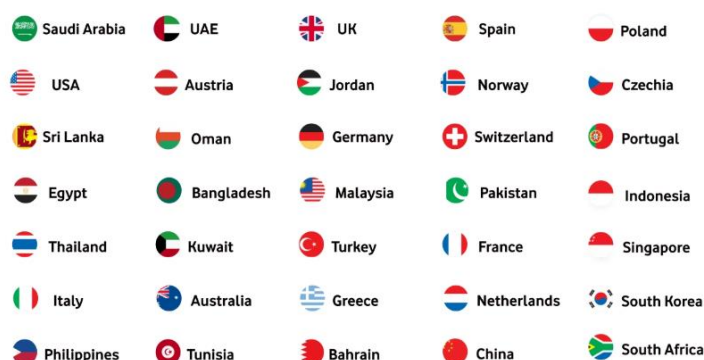 Saudi Arabia UAE UK Spain Poland
USA Austria Jordan Norway Czechia
Sri Lanka Oman Germany Switzerland Portugal
Egypt Bangladesh Malaysia Pakistan Indonesia
Thailand Kuwait Turkey France Singapore
Italy Australia Greece Netherlands South Korea
Philippines Tunisia Bahrain China South Africa